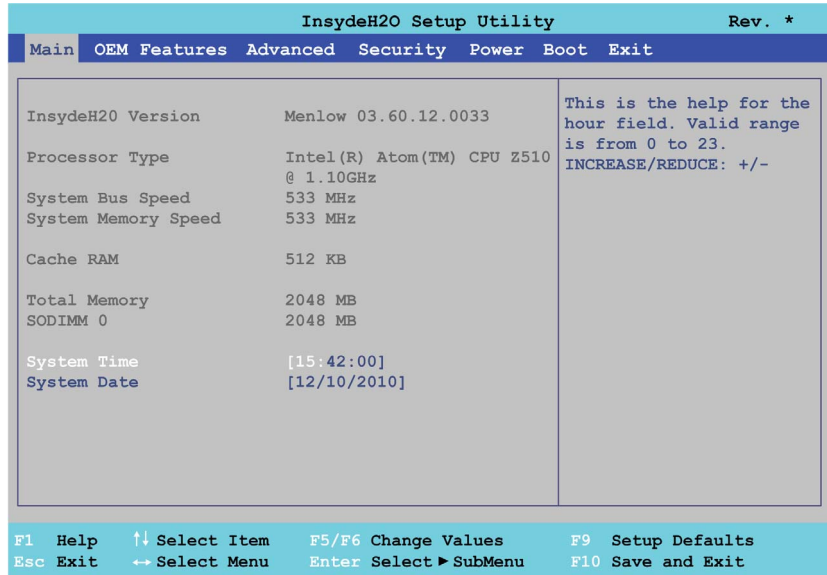 InsydeH2O Setup Utility Rev. *
Main OEM Features Advanced Security Power Boot Exit
InsydeH20 Version Menlow 03.60.12.0033
Processor Type Intel(R) Atom(TM) CPU Z510
@ 1.10GHz
System Bus Speed 533 MHz
System Memory Speed 533 MHz
Cache RAM 512 KB
Total Memory 2048 MB
SODIMM 0 2048 MB
System Time [15:42:00]
System Date [12/10/2010]
This is the help for the
hour field. Valid range
is from 0 to 23.
INCREASE/REDUCE: +/-
F1 Help ↑↓ Select Item F5/F6 Change Values F9 Setup Defaults
Esc Exit ↔ Select Menu Enter Select ► SubMenu F10 Save and Exit